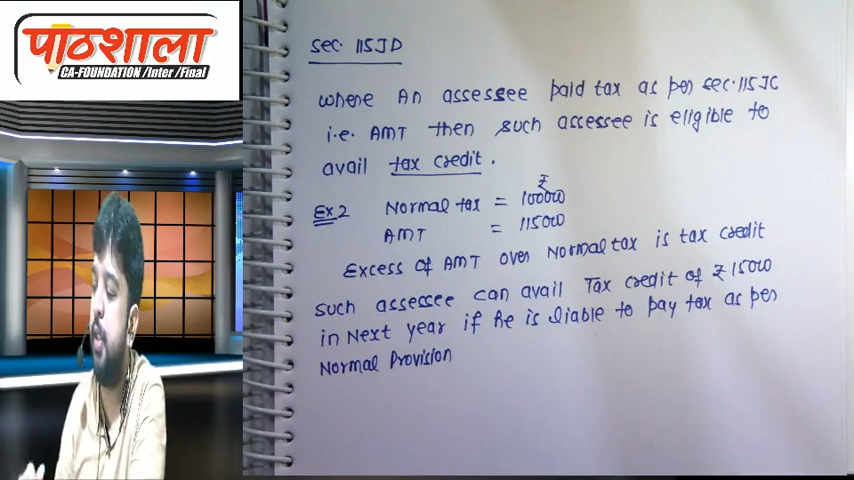 पाठशाला
CA-FOUNDATION /Inter /Final
Sec. 115JD
where An assessee paid tax as per sec. 115JC
i.e. AMT then such assessee is eligible to
avail tax credit.
₹
Ex 2 Normal tax = 100000
AMT = 115000
Excess of AMT over Normal tax is tax credit
such assessee can avail Tax credit of ₹ 15000
in Next year if he is liable to pay tax as per
Normal Provision